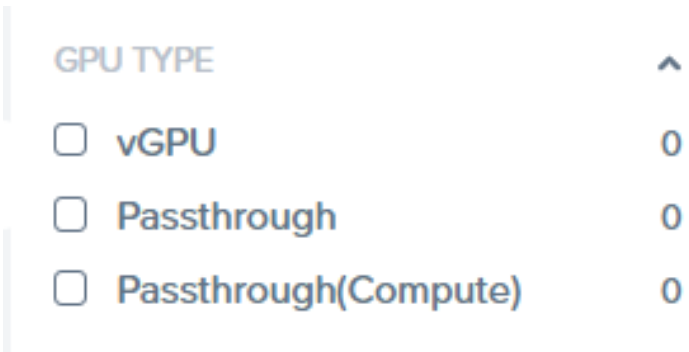 GPU TYPE
vGPU 0
Passthrough 0
Passthrough(Compute) 0